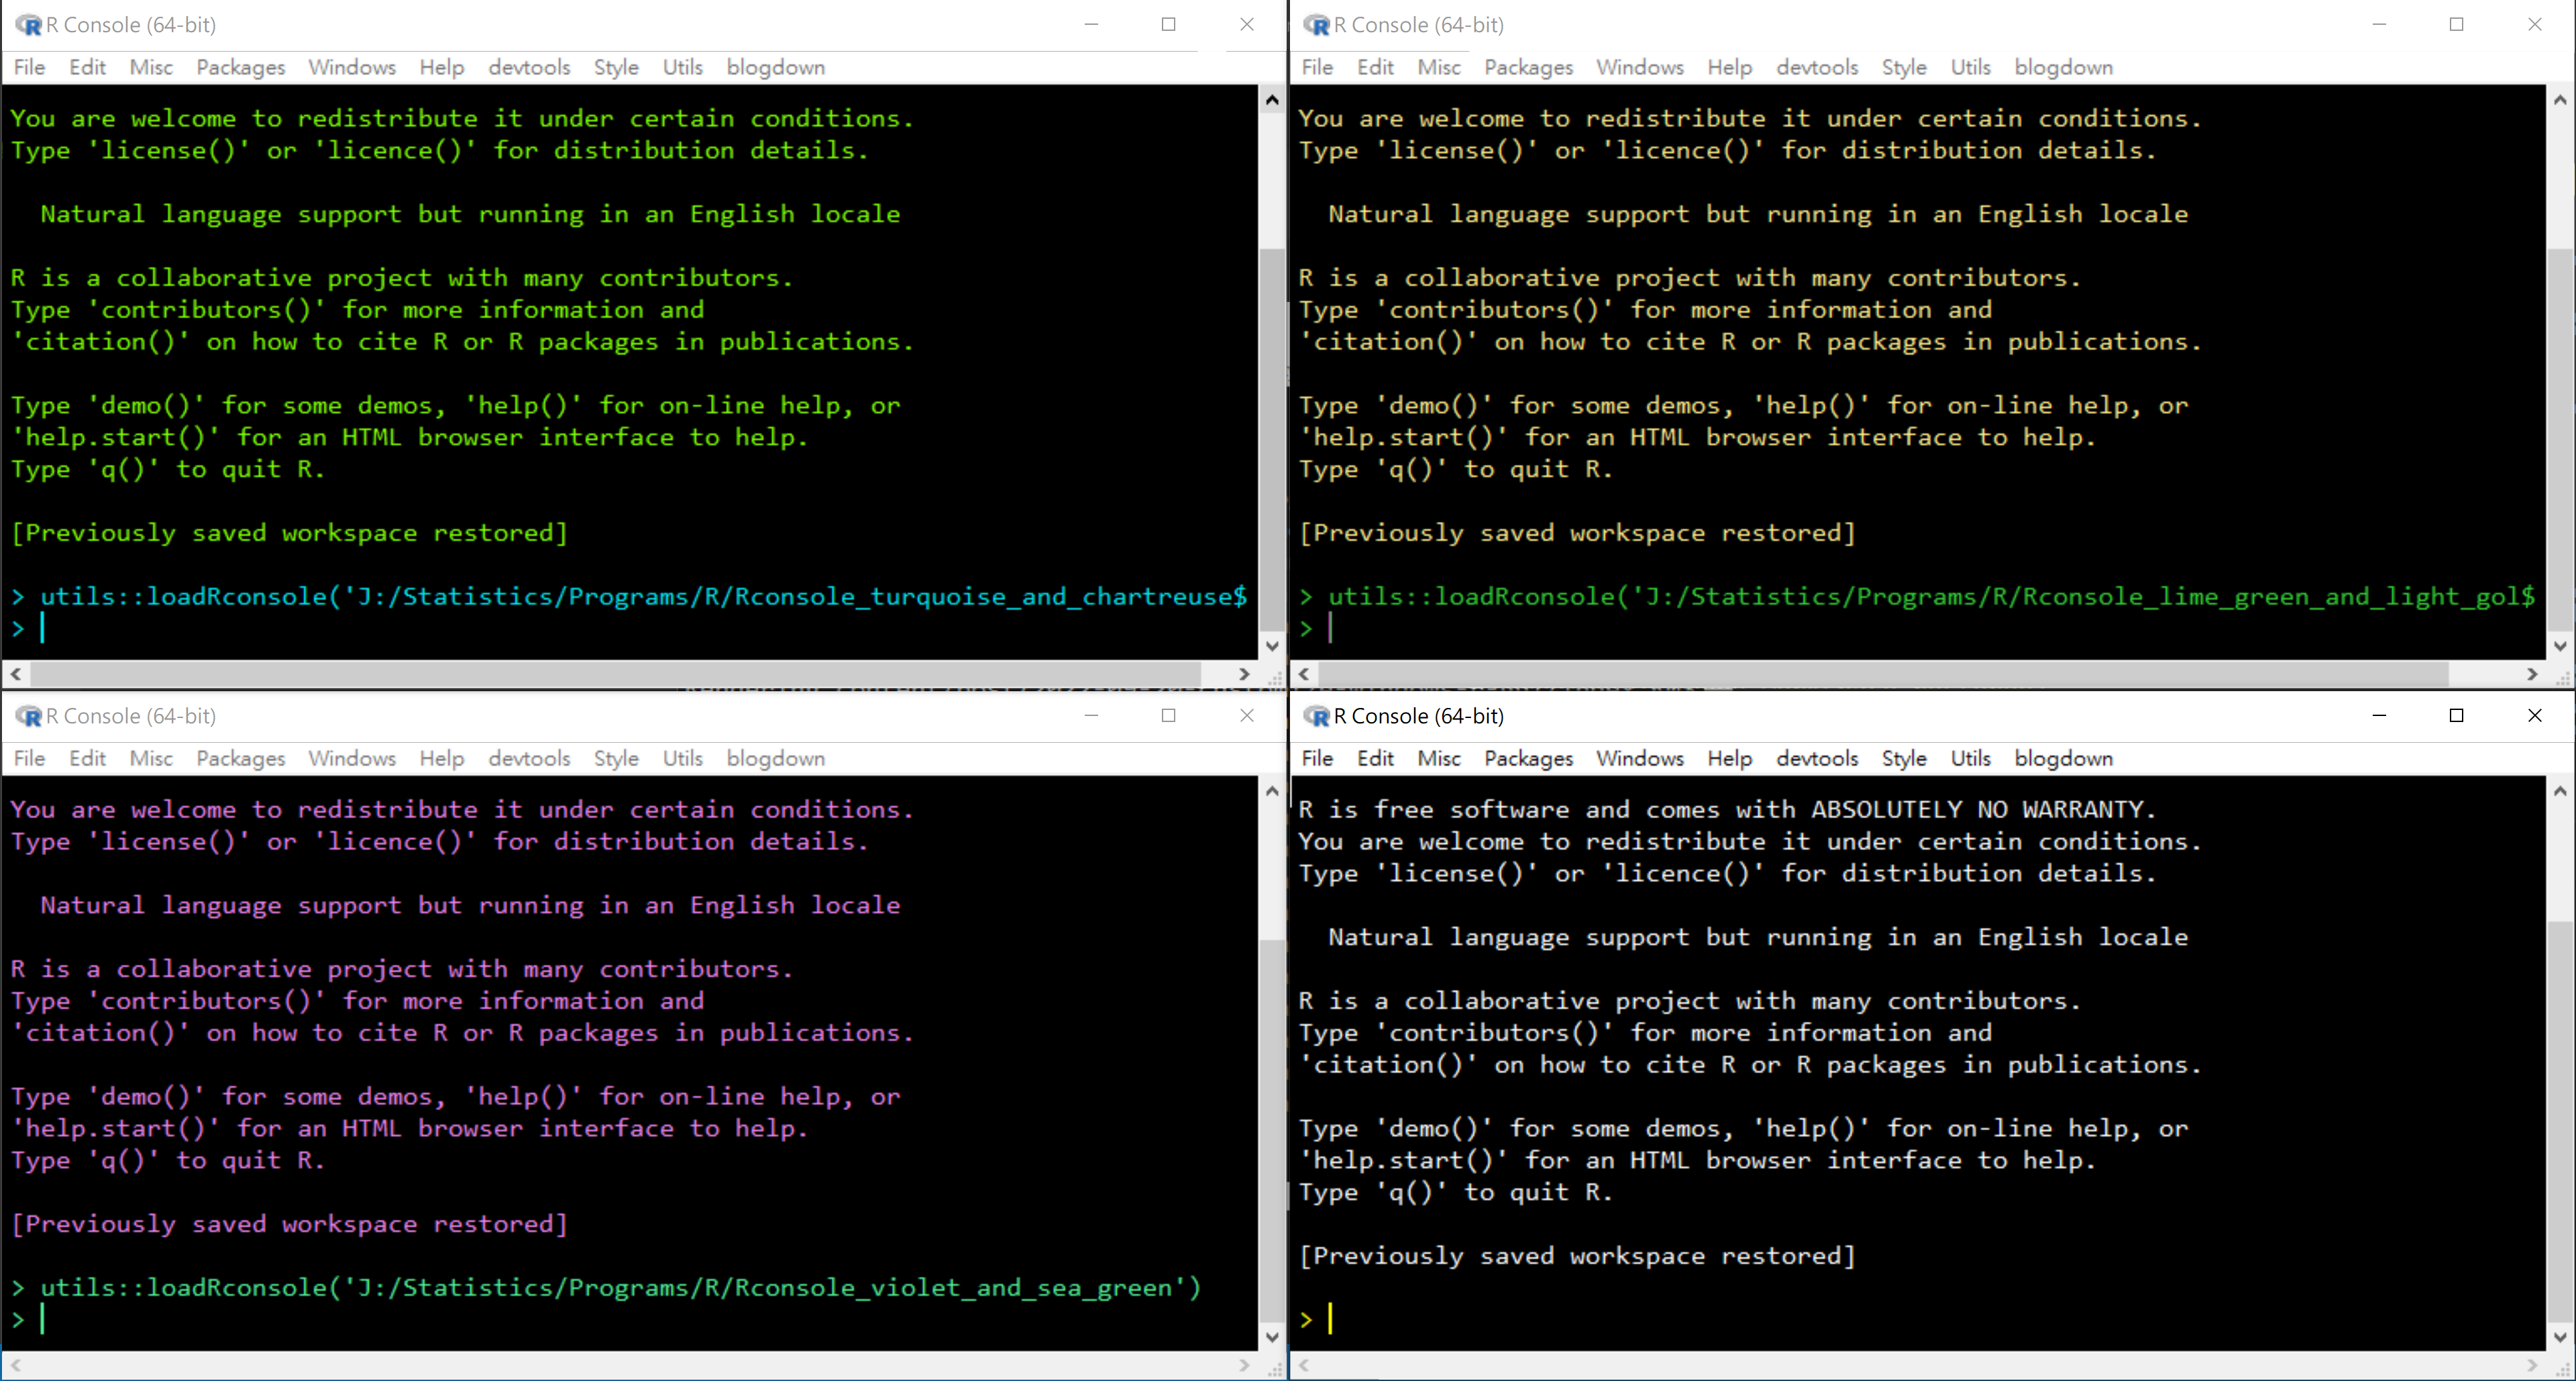 R Console (64-bit)
File Edit Misc Packages Windows Help devtools Style Utils blogdown
You are welcome to redistribute it under certain conditions.
Type 'license()' or 'licence()' for distribution details.
Natural language support but running in an English locale
R is a collaborative project with many contributors.
Type 'contributors()' for more information and
'citation()' on how to cite R or R packages in publications.
Type 'demo()' for some demos, 'help()' for on-line help, or
'help.start()' for an HTML browser interface to help.
Type 'q()' to quit R.
[Previously saved workspace restored]
> utils::loadRconsole('J:/Statistics/Programs/R/Rconsole_turquoise_and_chartreuse$
>
R Console (64-bit)
File Edit Misc Packages Windows Help devtools Style Utils blogdown
You are welcome to redistribute it under certain conditions.
Type 'license()' or 'licence()' for distribution details.
Natural language support but running in an English locale
R is a collaborative project with many contributors.
Type 'contributors()' for more information and
'citation()' on how to cite R or R packages in publications.
Type 'demo()' for some demos, 'help()' for on-line help, or
'help.start()' for an HTML browser interface to help.
Type 'q()' to quit R.
[Previously saved workspace restored]
> utils::loadRconsole('J:/Statistics/Programs/R/Rconsole_lime_green_and_light_gol$
>
R Console (64-bit)
File Edit Misc Packages Windows Help devtools Style Utils blogdown
You are welcome to redistribute it under certain conditions.
Type 'license()' or 'licence()' for distribution details.
Natural language support but running in an English locale
R is a collaborative project with many contributors.
Type 'contributors()' for more information and
'citation()' on how to cite R or R packages in publications.
Type 'demo()' for some demos, 'help()' for on-line help, or
'help.start()' for an HTML browser interface to help.
Type 'q()' to quit R.
[Previously saved workspace restored]
> utils::loadRconsole('J:/Statistics/Programs/R/Rconsole_violet_and_sea_green')
>
R Console (64-bit)
File Edit Misc Packages Windows Help devtools Style Utils blogdown
R is free software and comes with ABSOLUTELY NO WARRANTY.
You are welcome to redistribute it under certain conditions.
Type 'license()' or 'licence()' for distribution details.
Natural language support but running in an English locale
R is a collaborative project with many contributors.
Type 'contributors()' for more information and
'citation()' on how to cite R or R packages in publications.
Type 'demo()' for some demos, 'help()' for on-line help, or
'help.start()' for an HTML browser interface to help.
Type 'q()' to quit R.
[Previously saved workspace restored]
>